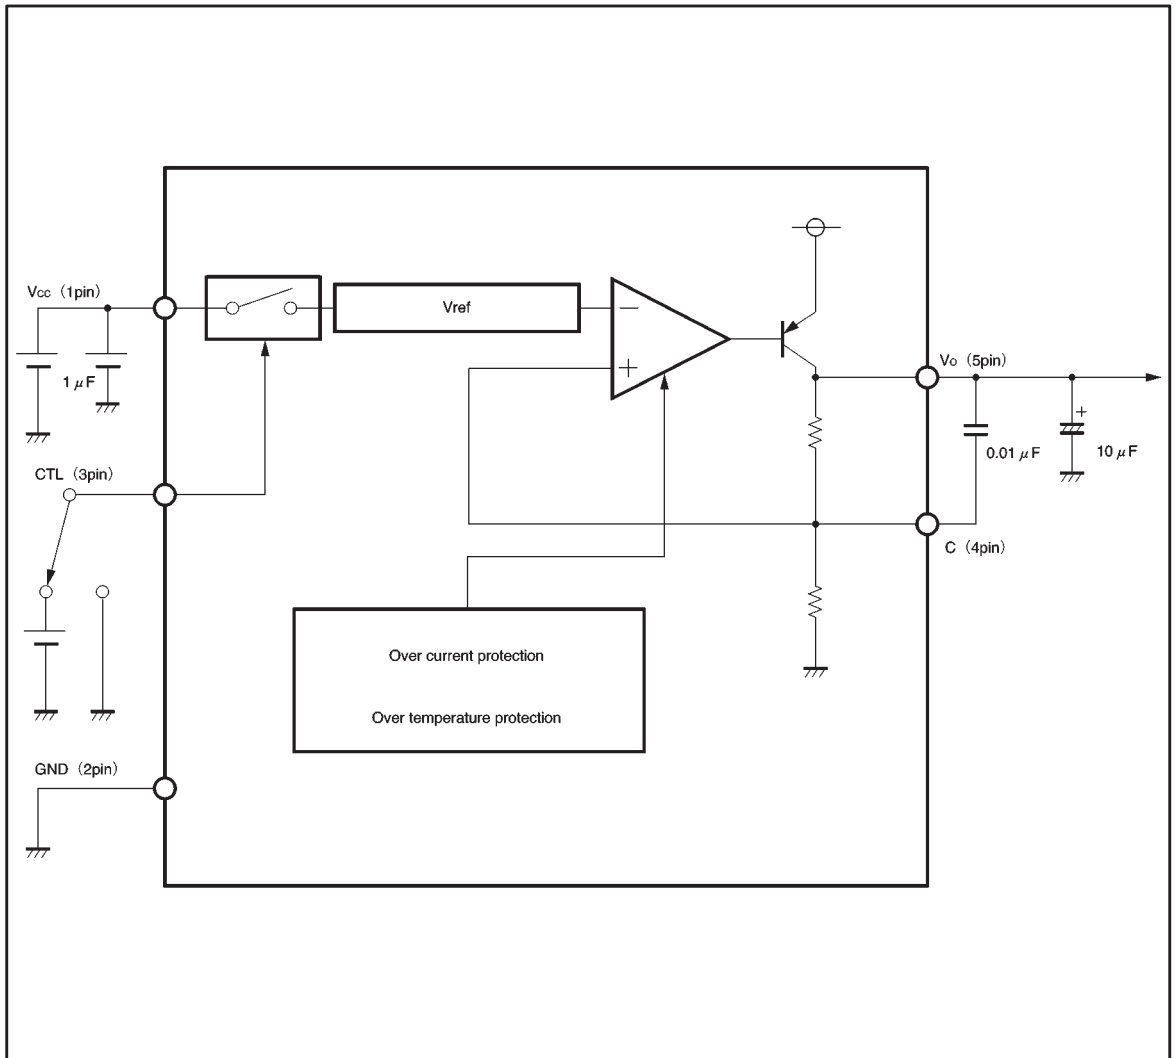 Vcc (1pin)
Vref
−
+
1 μF
Vo (5pin)
+
0.01 μF
10 μF
CTL (3pin)
C (4pin)
Over current protection
Over temperature protection
GND (2pin)